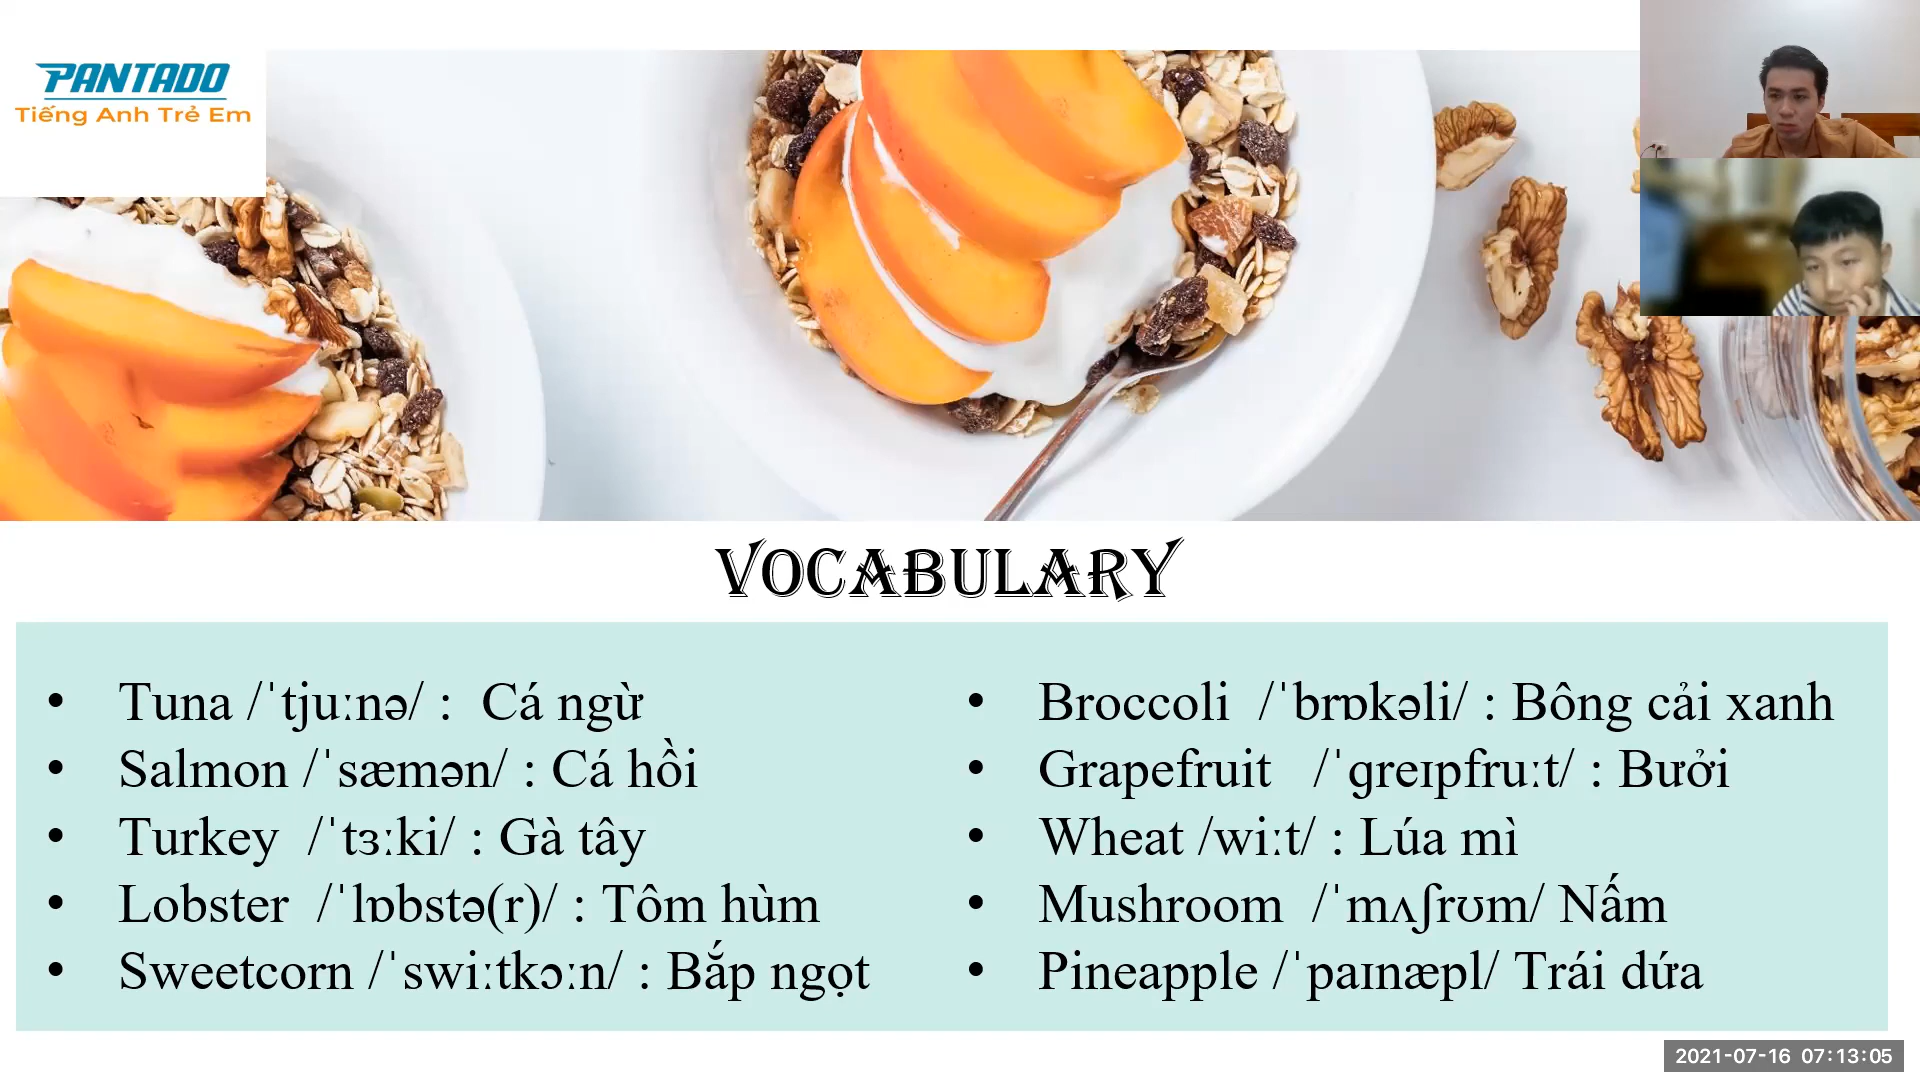 PANTADO
Tiếng Anh Trẻ Em
VOCABULARY
• Tuna /ˈtjuːnə/ : Cá ngừ
• Salmon /ˈsæmən/ : Cá hồi
• Turkey /ˈtɜːki/ : Gà tây
• Lobster /ˈlɒbstə(r)/ : Tôm hùm
• Sweetcorn /ˈswiːtkɔːn/ : Bắp ngọt
• Broccoli /ˈbrɒkəli/ : Bông cải xanh
• Grapefruit /ˈɡreɪpfruːt/ : Bưởi
• Wheat /wiːt/ : Lúa mì
• Mushroom /ˈmʌʃrʊm/ Nấm
• Pineapple /ˈpaɪnæpl/ Trái dứa
2021-07-16 07:13:05